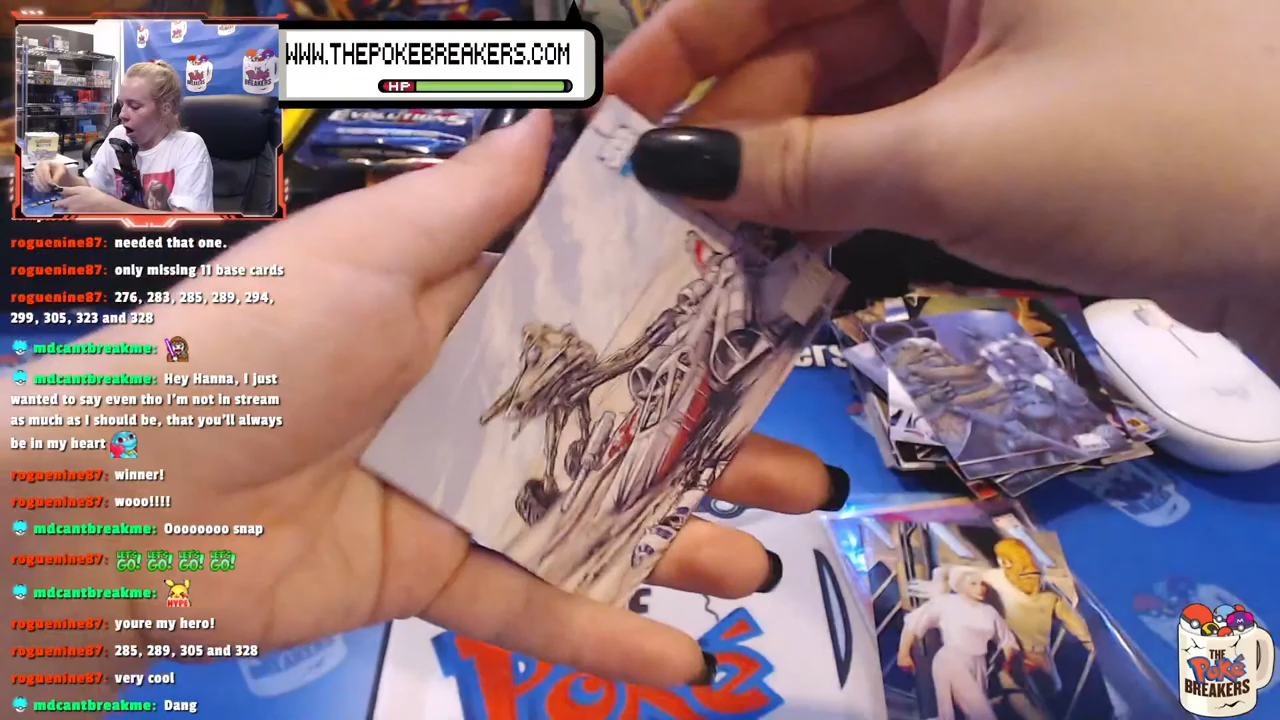 WWW.THEPOKEBREAKERS.COM
HP
EVOLUTIONS
roguenine87: needed that one.
roguenine87: only missing 11 base cards
roguenine87: 276, 283, 285, 289, 294,
299, 305, 323 and 328
mdcantbreakme:
mdcantbreakme: Hey Hanna, I just
wanted to say even tho I'm not in stream
as much as I should be, that you'll always
be in my heart
roguenine87: winner!
roguenine87: wooo!!!!
mdcantbreakme: Ooooooo snap
roguenine87: LET'S GO! LET'S GO! LET'S GO! LET'S GO!
mdcantbreakme: HYPE
roguenine87: youre my hero!
roguenine87: 285, 289, 305 and 328
roguenine87: very cool
mdcantbreakme: Dang
Poké
THE
Poké
BREAKERS